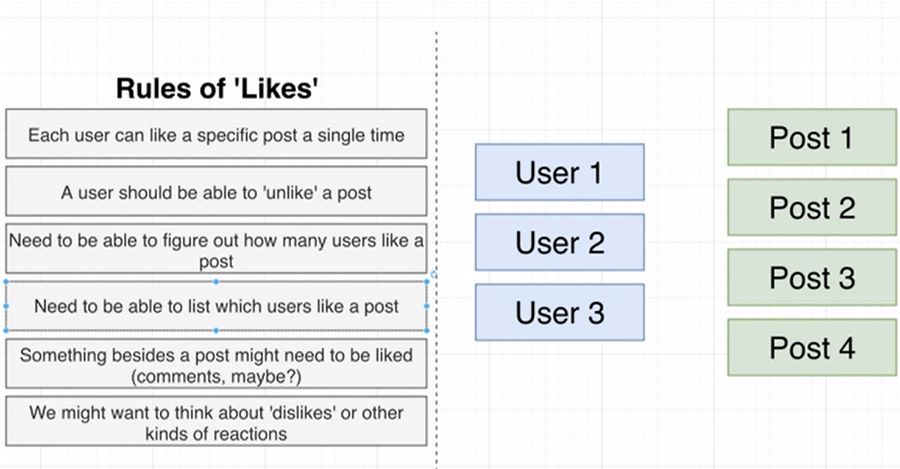 Rules of 'Likes'
Each user can like a specific post a single time
A user should be able to 'unlike' a post
Need to be able to figure out how many users like a
post
Need to be able to list which users like a post
Something besides a post might need to be liked
(comments, maybe?)
We might want to think about 'dislikes' or other
kinds of reactions
User 1
User 2
User 3
Post 1
Post 2
Post 3
Post 4